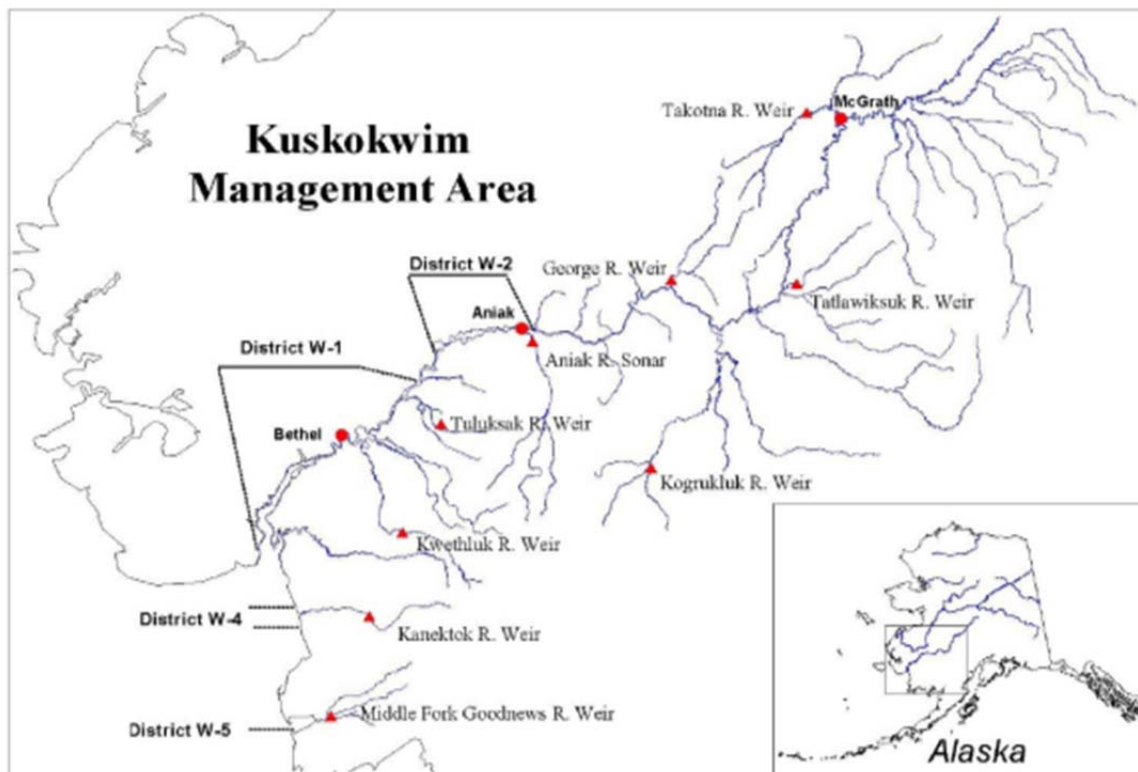 Kuskokwim
Management Area
Takotna R. Weir
McGrath
District W-2
George R. Weir
Tatlawiksuk R. Weir
Aniak
District W-1
Aniak R. Sonar
Tuluksak R. Weir
Bethel
Kogrukluk R. Weir
Kwethluk R. Weir
District W-4
Kanektok R. Weir
Middle Fork Goodnews R. Weir
District W-5
Alaska